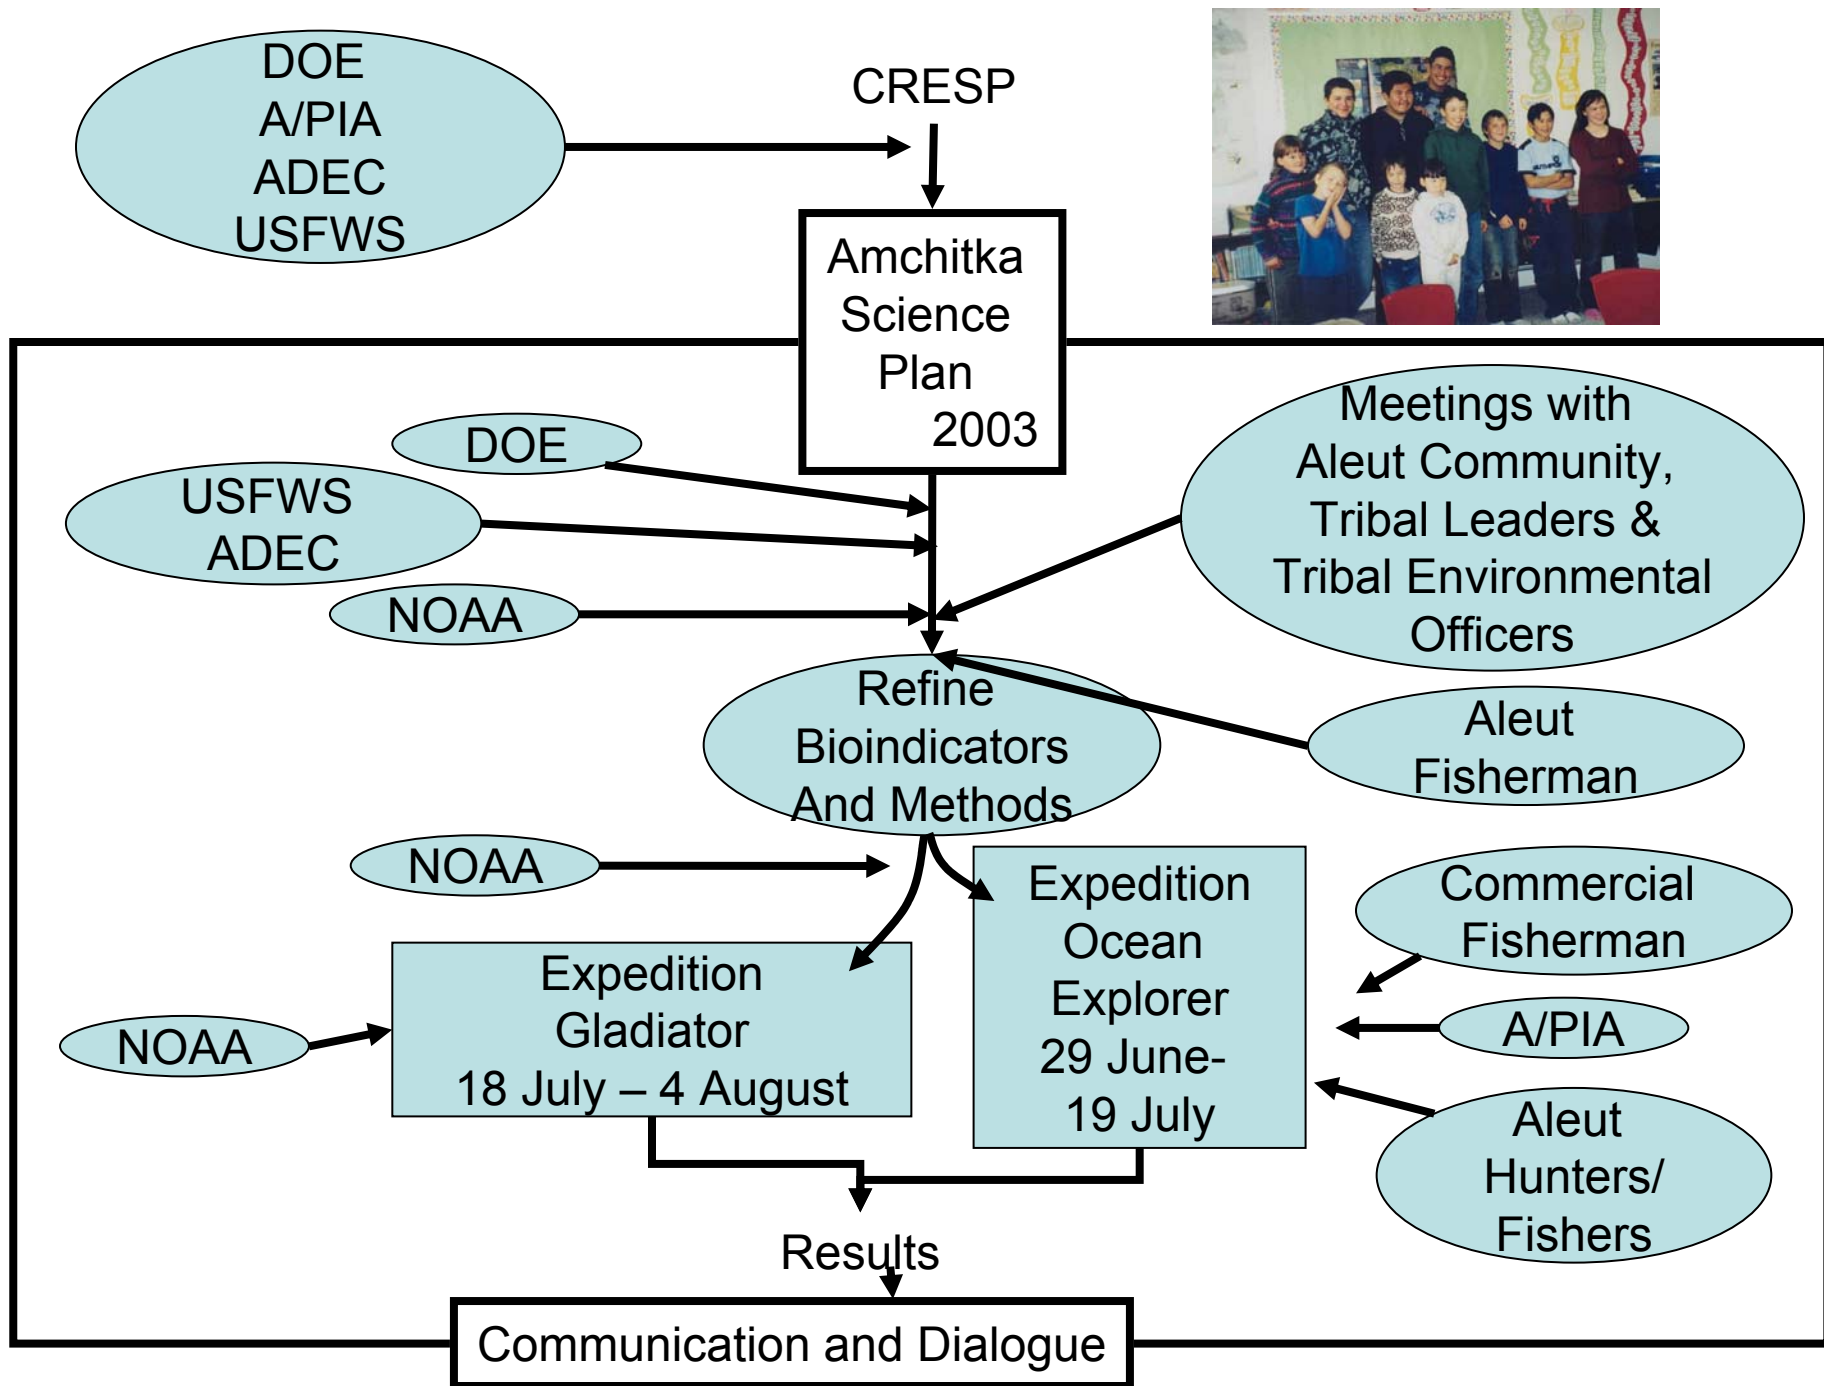 DOE
A/PIA
ADEC
USFWS
CRESP
Amchitka
Science
Plan
2003
DOE
USFWS
ADEC
NOAA
Meetings with
Aleut Community,
Tribal Leaders &
Tribal Environmental
Officers
Refine
Bioindicators
And Methods
Aleut
Fisherman
NOAA
Expedition
Ocean
Explorer
29 June-
19 July
Commercial
Fisherman
Expedition
Gladiator
18 July – 4 August
NOAA
A/PIA
Aleut
Hunters/
Fishers
Results
Communication and Dialogue